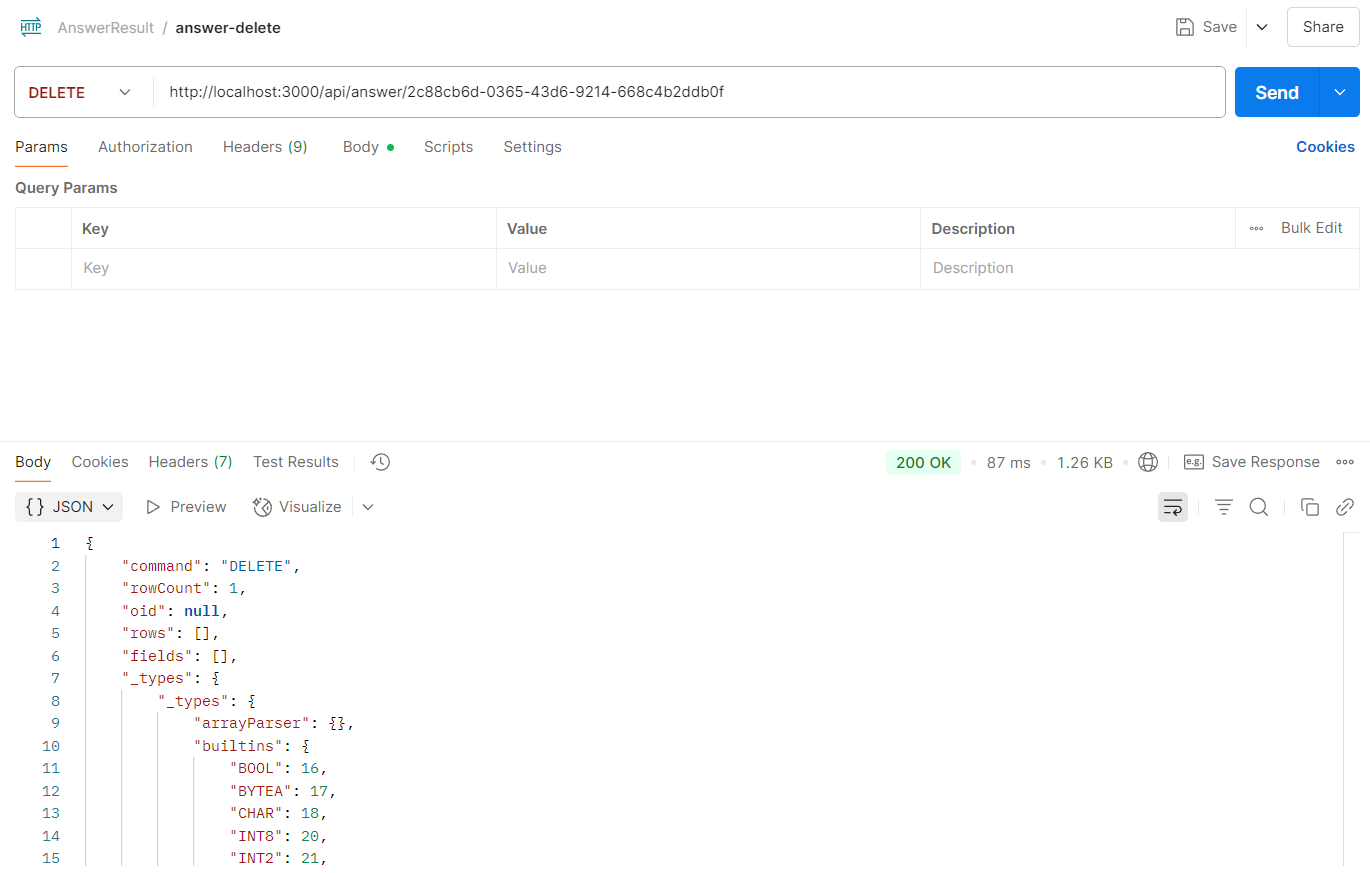 HTTP AnswerResult / answer-delete Save Share
DELETE http://localhost:3000/api/answer/2c88cb6d-0365-43d6-9214-668c4b2ddb0f Send
Params Authorization Headers (9) Body Scripts Settings Cookies
Query Params
Key Value Description Bulk Edit
Key Value Description
Body Cookies Headers (7) Test Results 200 OK 87 ms 1.26 KB e.g. Save Response
{} JSON Preview Visualize
1 {
2 "command": "DELETE",
3 "rowCount": 1,
4 "oid": null,
5 "rows": [],
6 "fields": [],
7 "_types": {
8 "_types": {
9 "arrayParser": {},
10 "builtins": {
11 "BOOL": 16,
12 "BYTEA": 17,
13 "CHAR": 18,
14 "INT8": 20,
15 "INT2": 21,